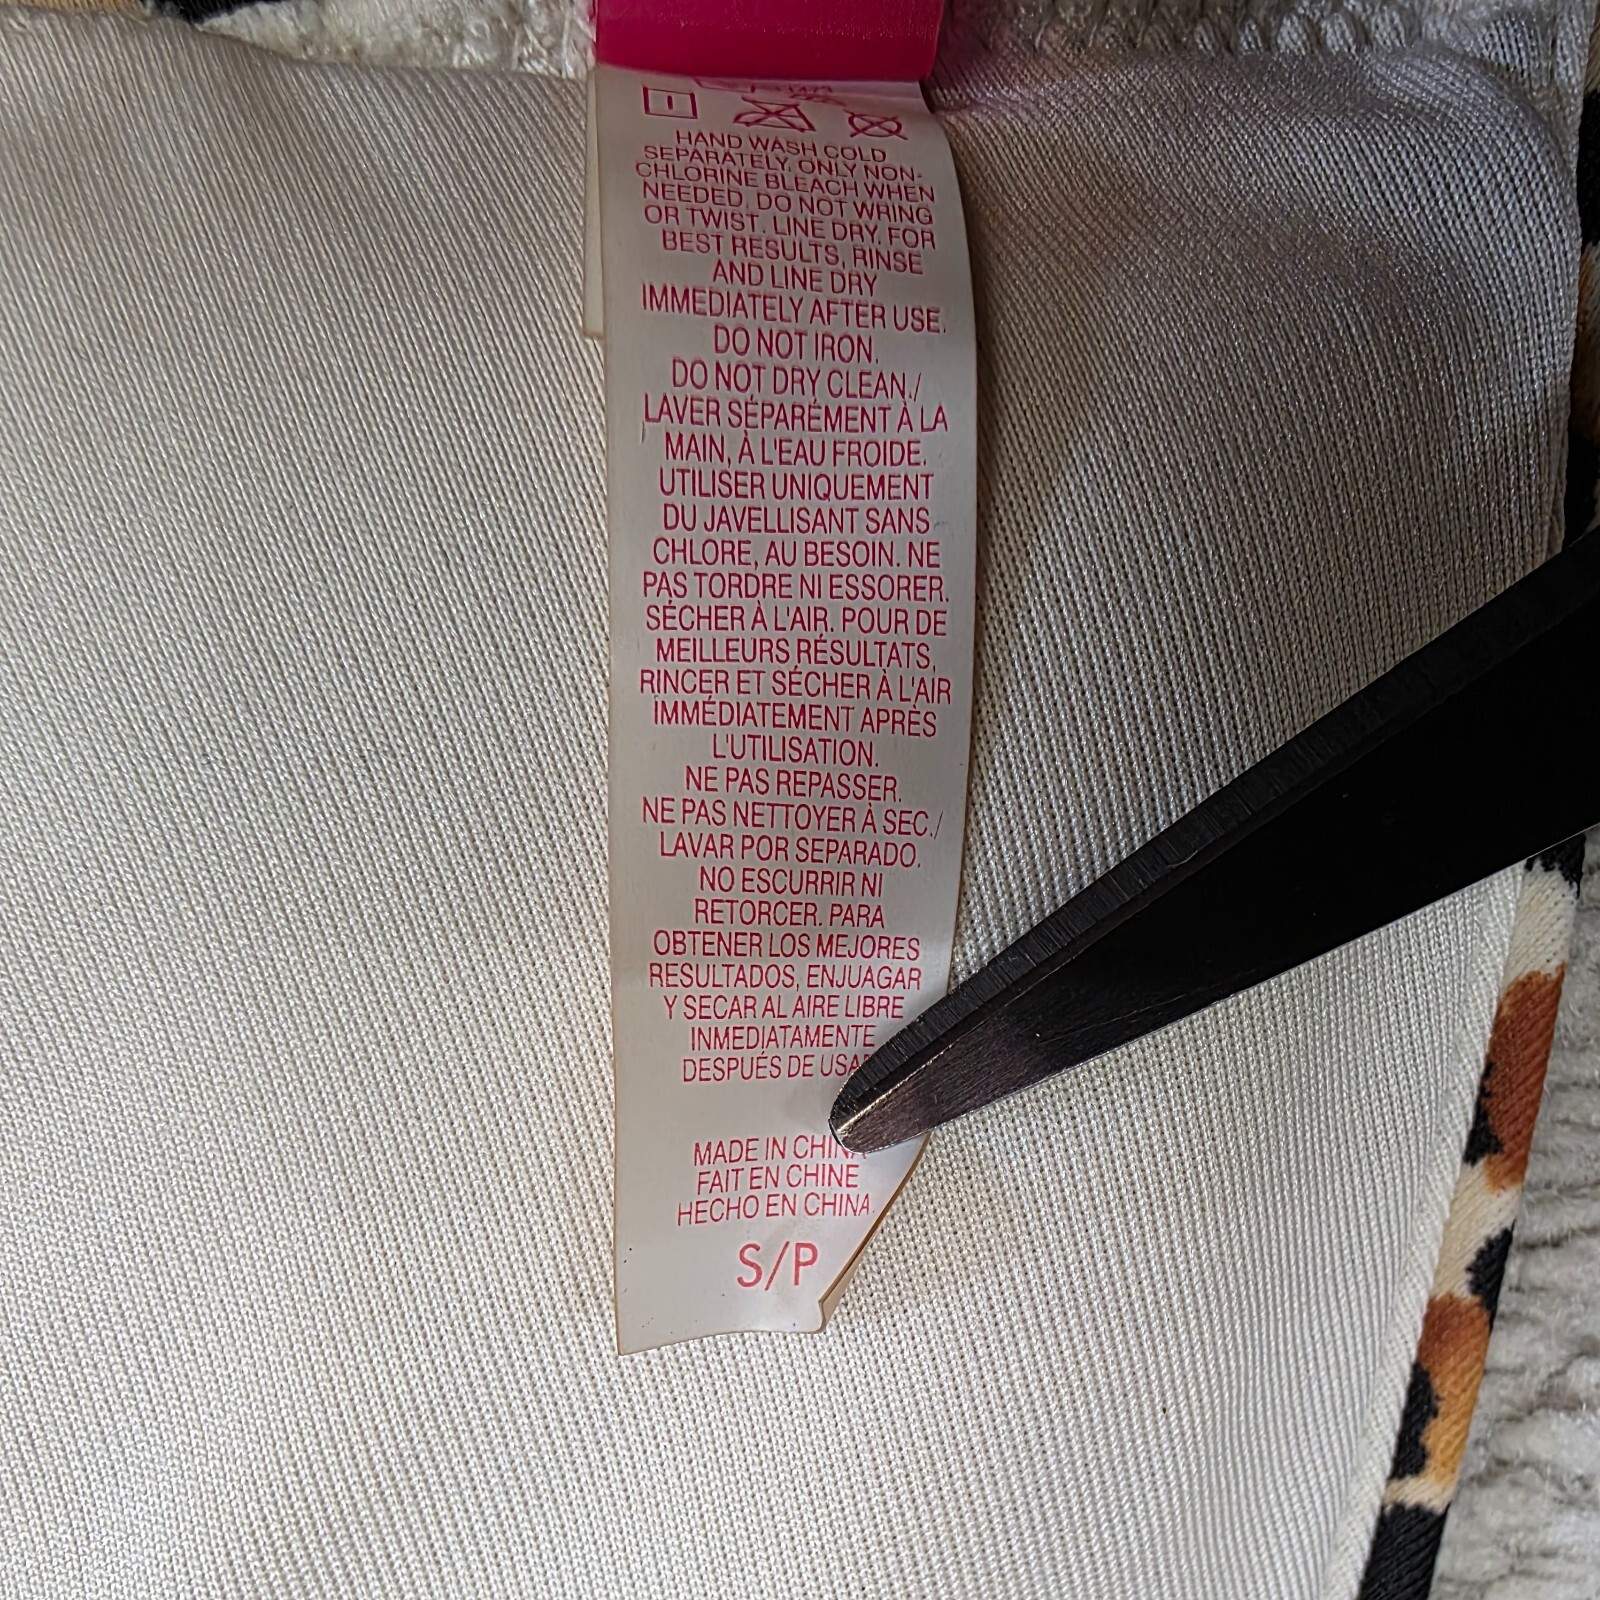 HAND WASH COLD
SEPARATELY. ONLY NON-
CHLORINE BLEACH WHEN
NEEDED. DO NOT WRING
OR TWIST. LINE DRY. FOR
BEST RESULTS, RINSE
AND LINE DRY
IMMEDIATELY AFTER USE.
DO NOT IRON.
DO NOT DRY CLEAN./
LAVER SÉPARÉMENT À LA
MAIN, À L'EAU FROIDE.
UTILISER UNIQUEMENT
DU JAVELLISANT SANS
CHLORE, AU BESOIN. NE
PAS TORDRE NI ESSORER.
SÉCHER À L'AIR. POUR DE
MEILLEURS RÉSULTATS,
RINCER ET SÉCHER À L'AIR
IMMÉDIATEMENT APRÈS
L'UTILISATION.
NE PAS REPASSER.
NE PAS NETTOYER À SEC./
LAVAR POR SEPARADO.
NO ESCURRIR NI
RETORCER. PARA
OBTENER LOS MEJORES
RESULTADOS, ENJUAGAR
Y SECAR AL AIRE LIBRE
INMEDIATAMENTE
DESPUÉS DE
MADE IN CHINA
FAIT EN CHINE
HECHO EN CHINA
S/P